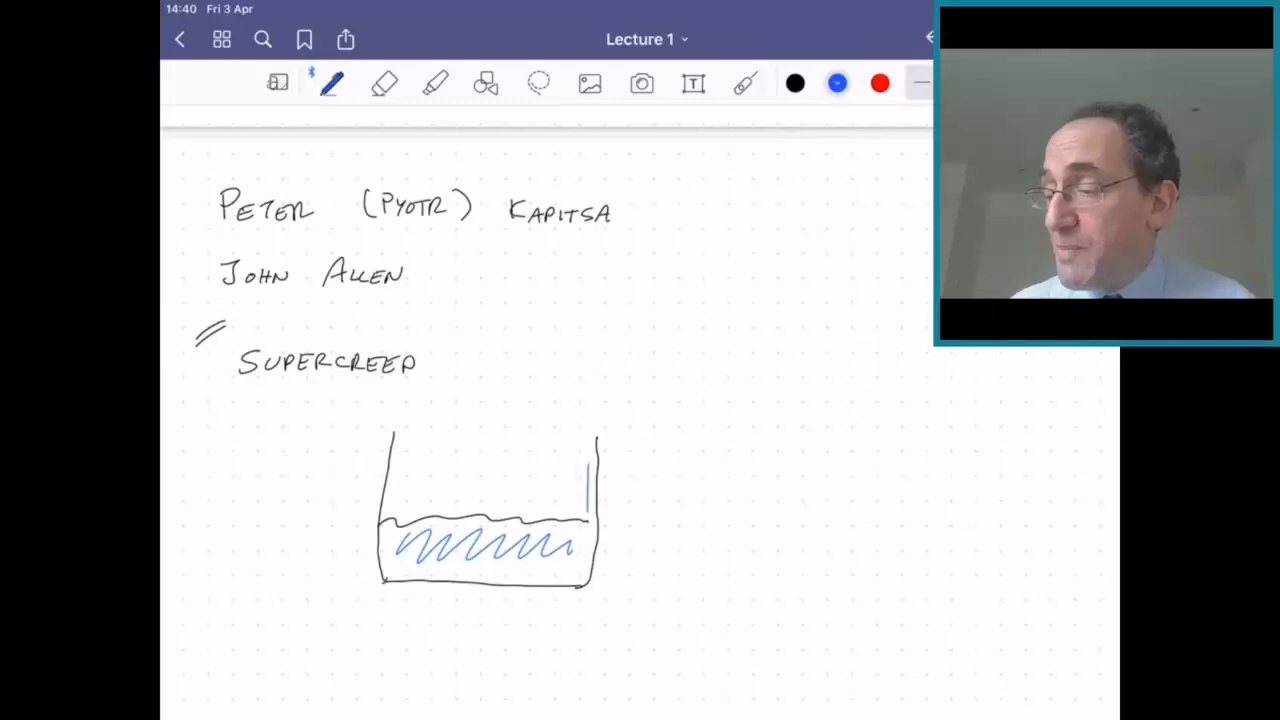 14:40 Fri 3 Apr
Lecture 1
T
PETER (PYOTR) KAPITSA
JOHN ALLEN
SUPERCREEP